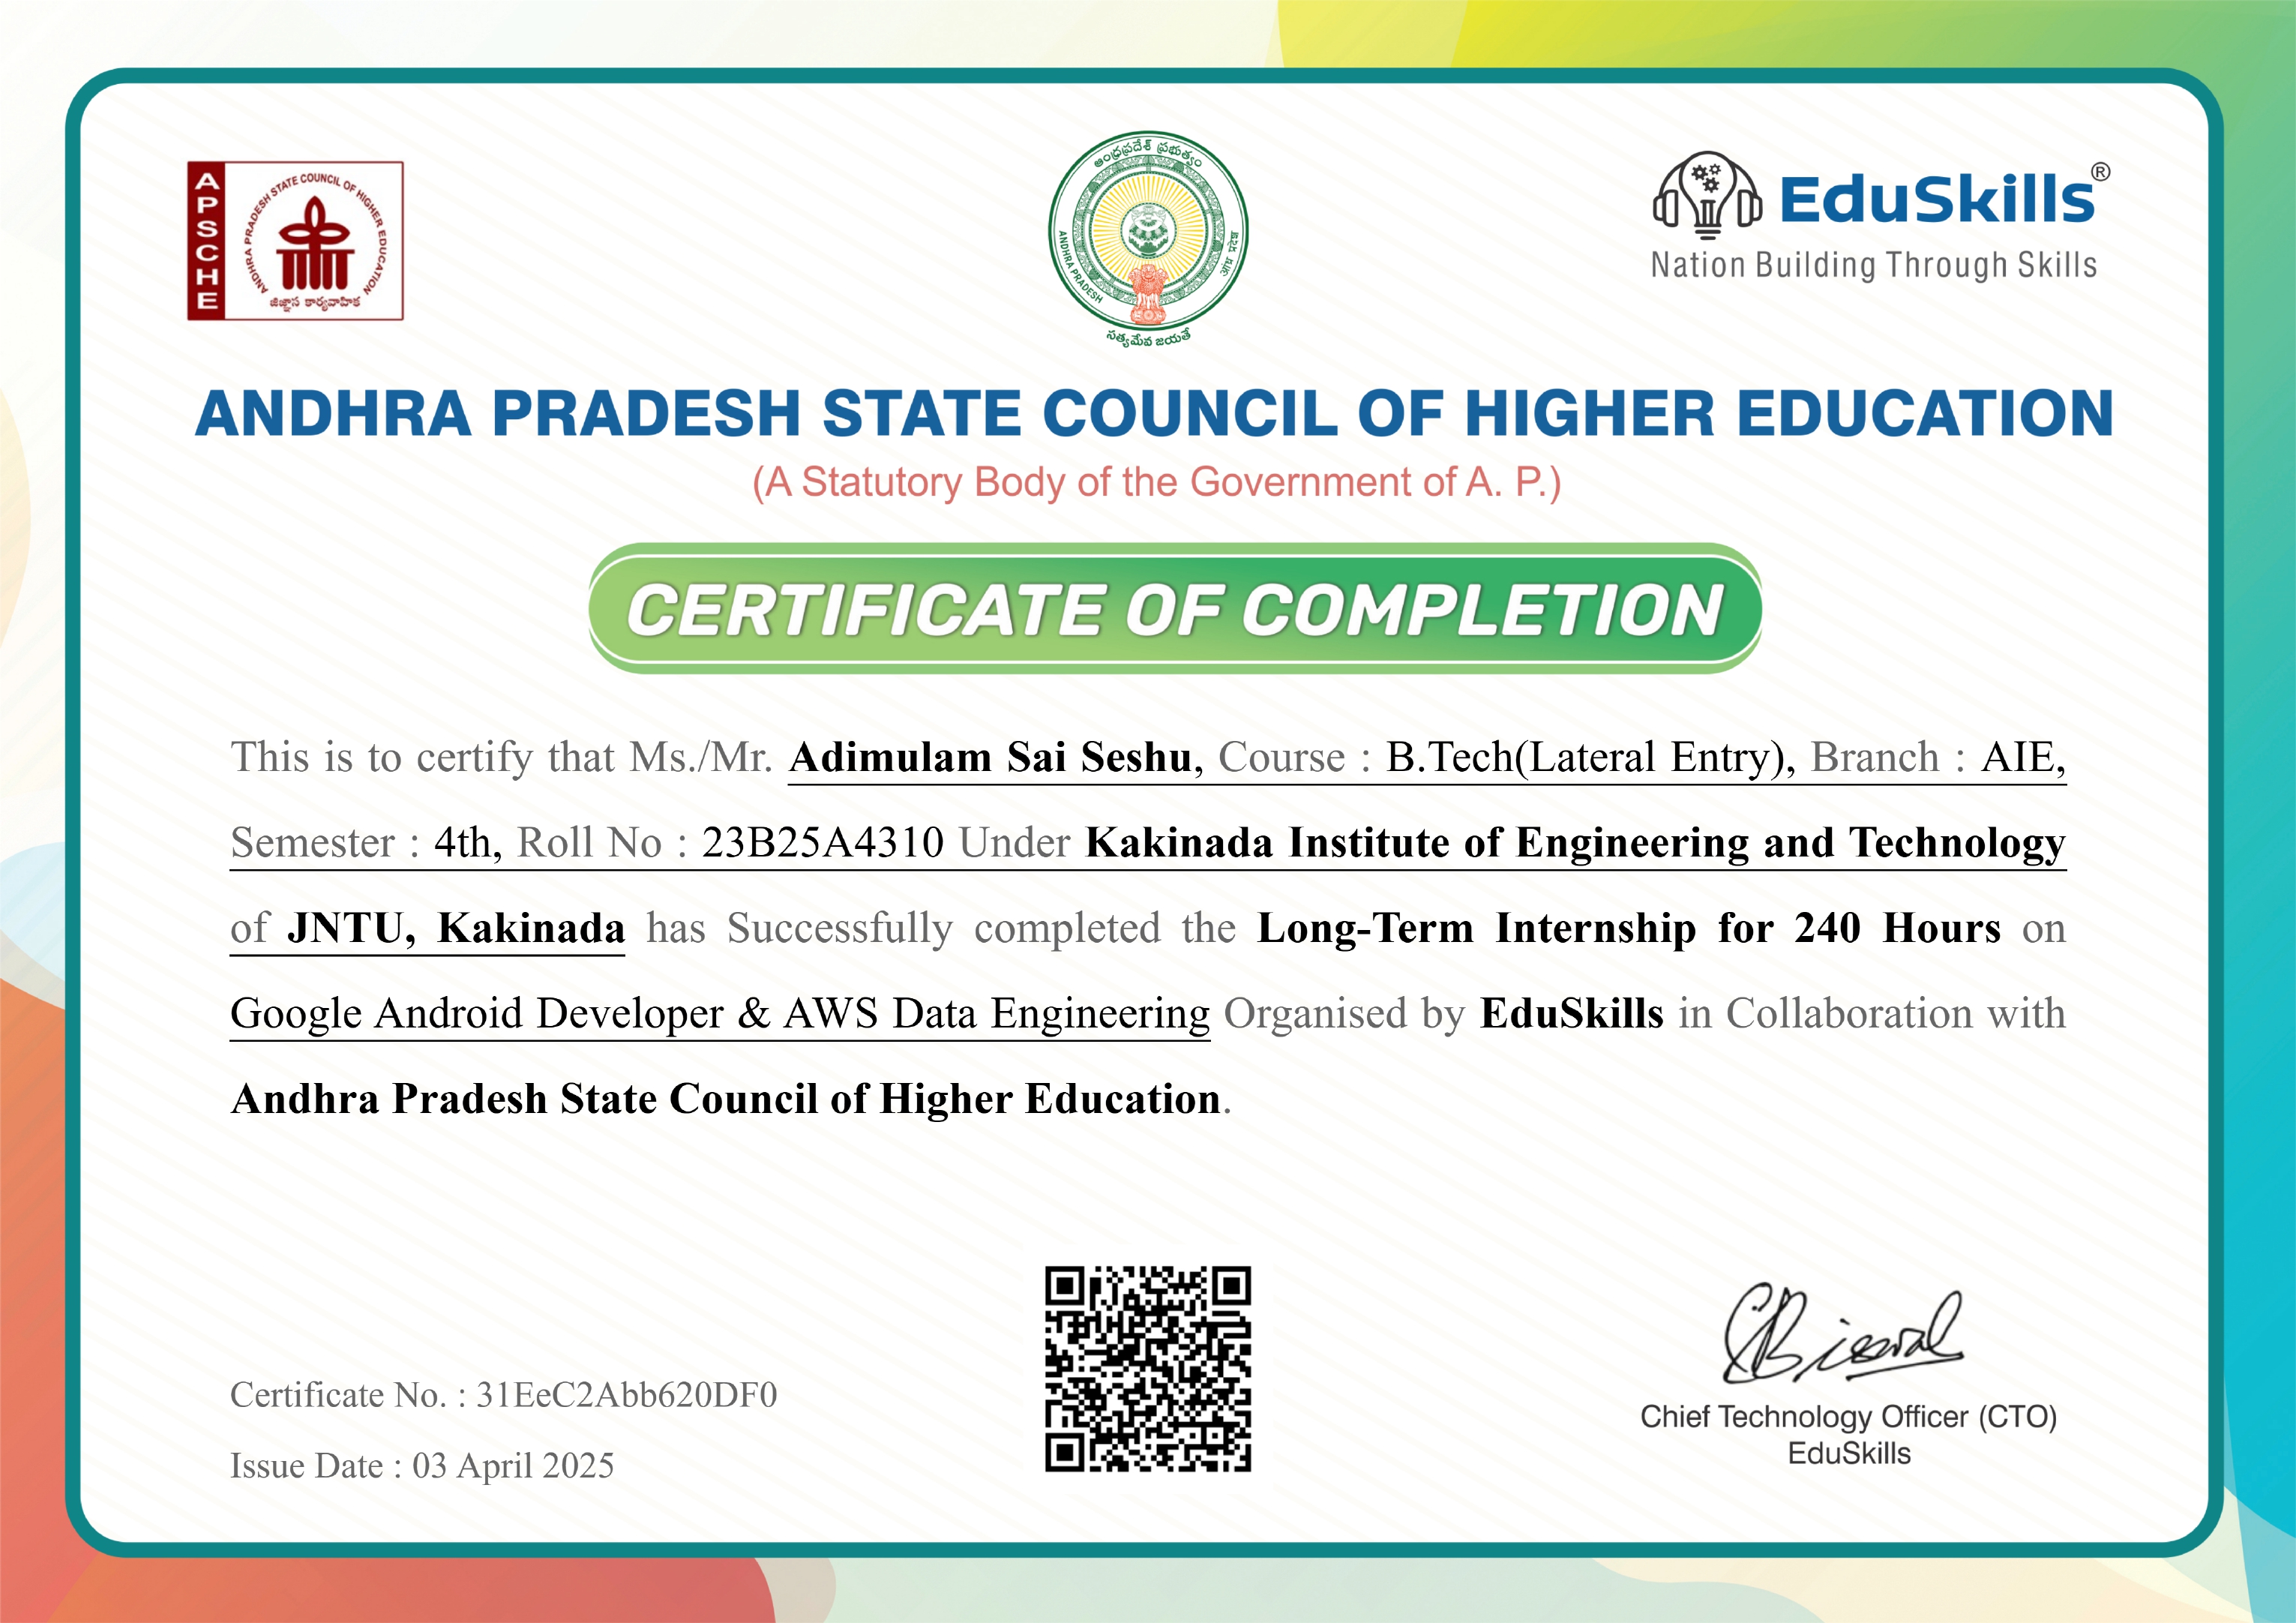 APSCHE
ANDHRA PRADESH STATE COUNCIL OF HIGHER EDUCATION
జిజ్ఞాస కార్యవాహిక
ఆంధ్రప్రదేశ్ ప్రభుత్వం
ANDHRA PRADESH
आंध्र प्रदेश
సత్యమేవ జయతే
EduSkills®
Nation Building Through Skills
ANDHRA PRADESH STATE COUNCIL OF HIGHER EDUCATION
(A Statutory Body of the Government of A. P.)
CERTIFICATE OF COMPLETION
This is to certify that Ms./Mr. Adimulam Sai Seshu, Course : B.Tech(Lateral Entry), Branch : AIE,
Semester : 4th, Roll No : 23B25A4310 Under Kakinada Institute of Engineering and Technology
of JNTU, Kakinada has Successfully completed the Long-Term Internship for 240 Hours on
Google Android Developer & AWS Data Engineering Organised by EduSkills in Collaboration with
Andhra Pradesh State Council of Higher Education.
Certificate No. : 31EeC2Abb620DF0
Issue Date : 03 April 2025
CBiswal
Chief Technology Officer (CTO)
EduSkills